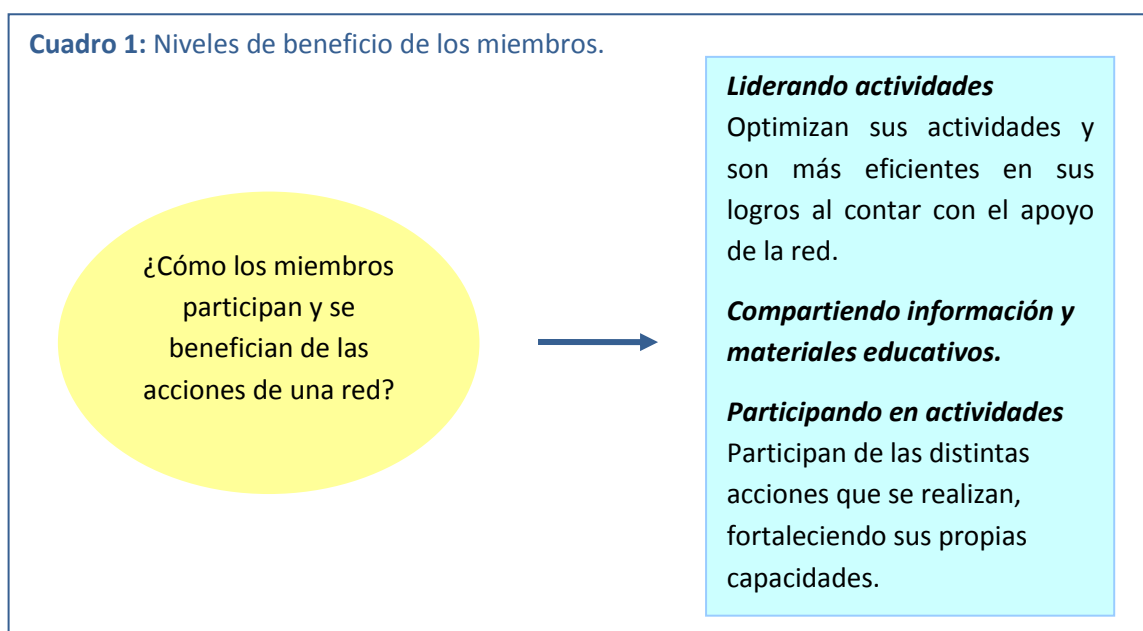 Cuadro 1: Niveles de beneficio de los miembros.
¿Cómo los miembros
participan y se
benefician de las
acciones de una red?
Liderando actividades
Optimizan sus actividades y
son más eficientes en sus
logros al contar con el apoyo
de la red.
Compartiendo información y
materiales educativos.
Participando en actividades
Participan de las distintas
acciones que se realizan,
fortaleciendo sus propias
capacidades.